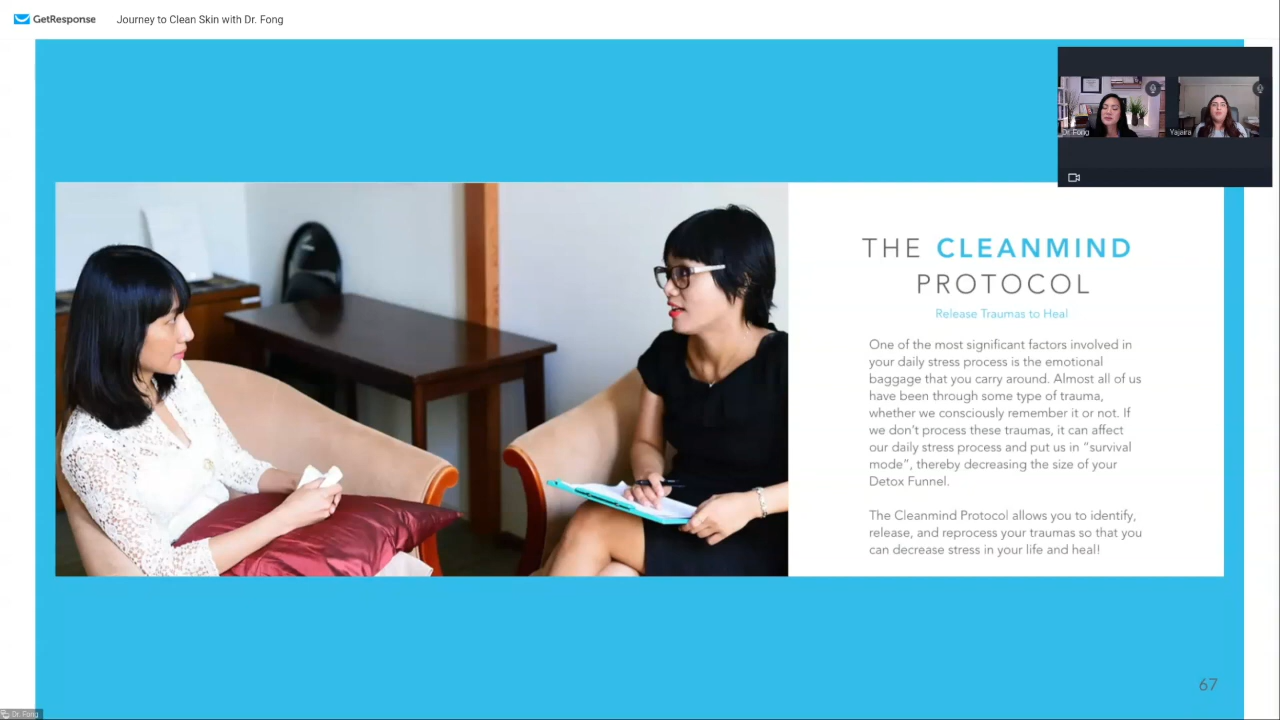 GetResponse Journey to Clean Skin with Dr. Fong
Dr. Fong Yajaira
THE CLEANMIND
PROTOCOL
Release Traumas to Heal
One of the most significant factors involved in
your daily stress process is the emotional
baggage that you carry around. Almost all of us
have been through some type of trauma,
whether we consciously remember it or not. If
we don't process these traumas, it can affect
our daily stress process and put us in “survival
mode”, thereby decreasing the size of your
Detox Funnel.
The Cleanmind Protocol allows you to identify,
release, and reprocess your traumas so that you
can decrease stress in your life and heal!
67
Dr. Fong